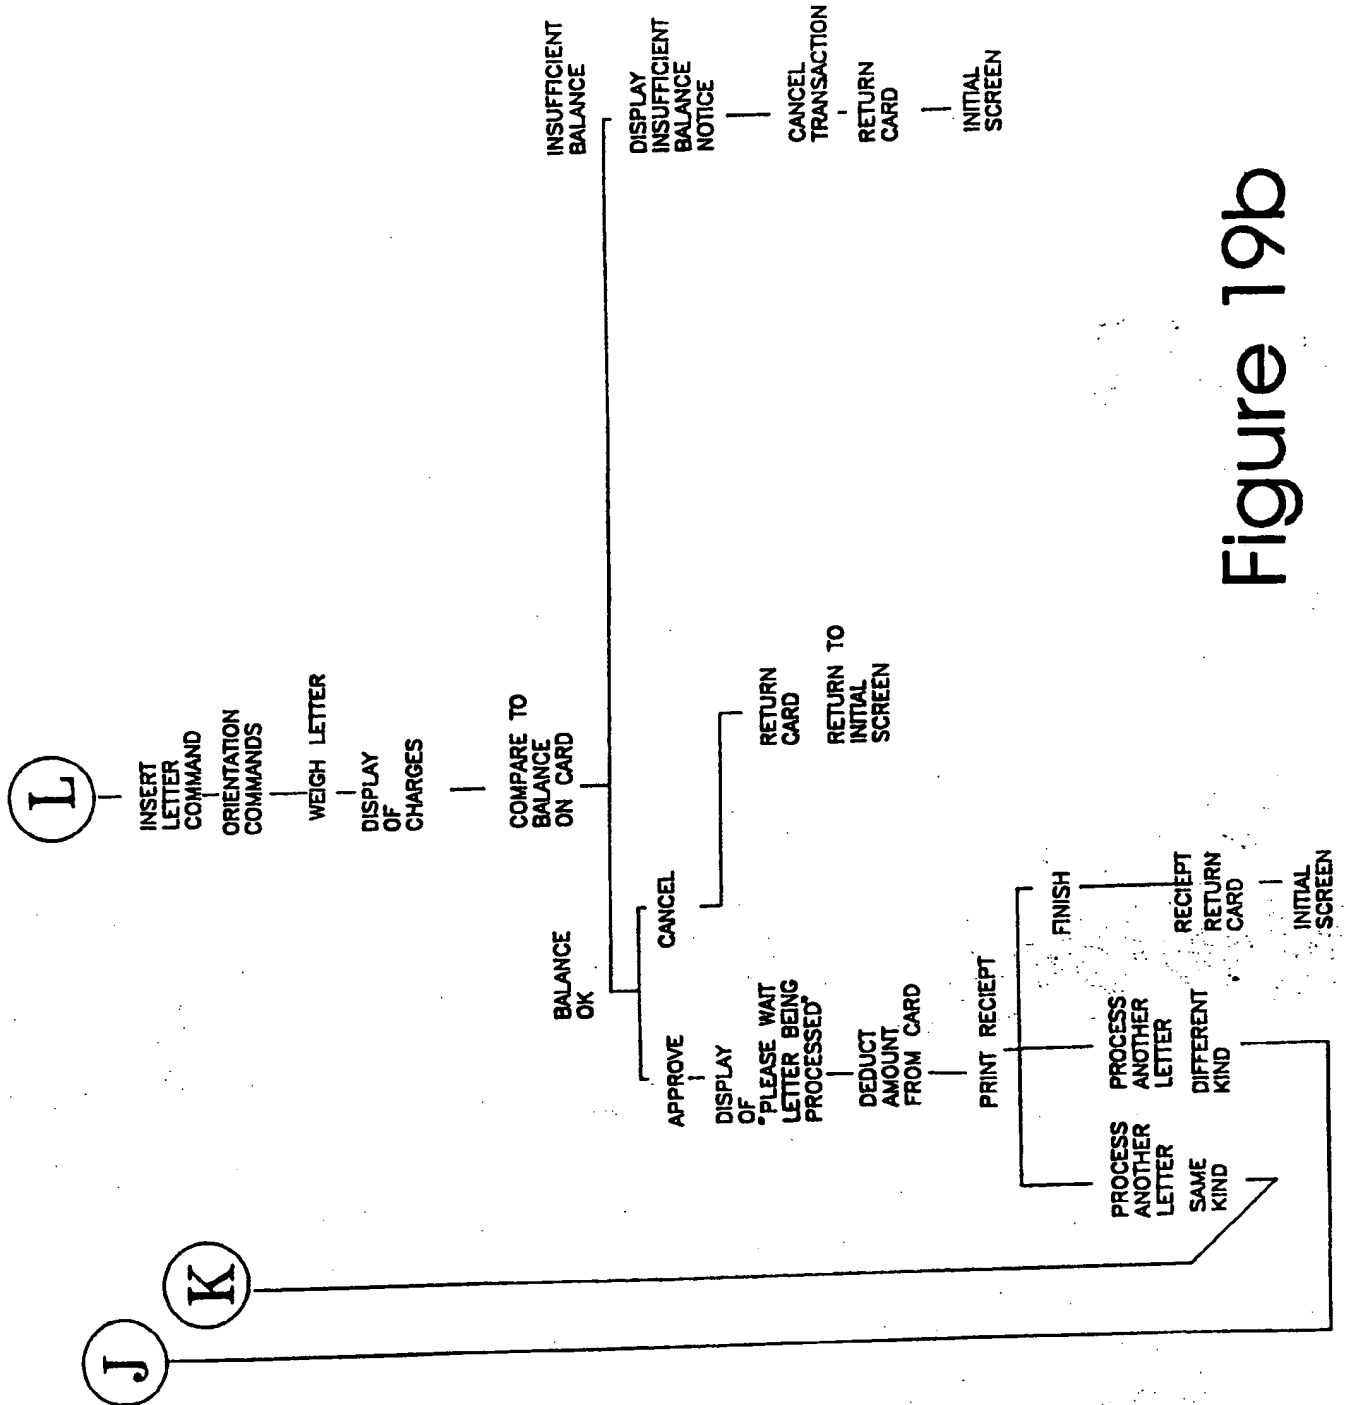 L
INSERT
LETTER
COMMAND
ORIENTATION
COMMANDS
WEIGH LETTER
DISPLAY
OF
CHARGES
COMPARE TO
BALANCE
ON CARD
BALANCE
OK
APPROVE
DISPLAY
OF
"PLEASE WAIT
LETTER BEING
PROCESSED"
DEDUCT
AMOUNT
FROM CARD
PRINT RECIEPT
PROCESS
ANOTHER
LETTER
SAME
KIND
PROCESS
ANOTHER
LETTER
DIFFERENT
KIND
FINISH
RECIEPT
RETURN
CARD
INITIAL
SCREEN
CANCEL
RETURN
CARD
RETURN TO
INITIAL
SCREEN
INSUFFICIENT
BALANCE
DISPLAY
INSUFFICIENT
BALANCE
NOTICE
CANCEL
TRANSACTION
RETURN
CARD
INITIAL
SCREEN
J
K
Figure 19b